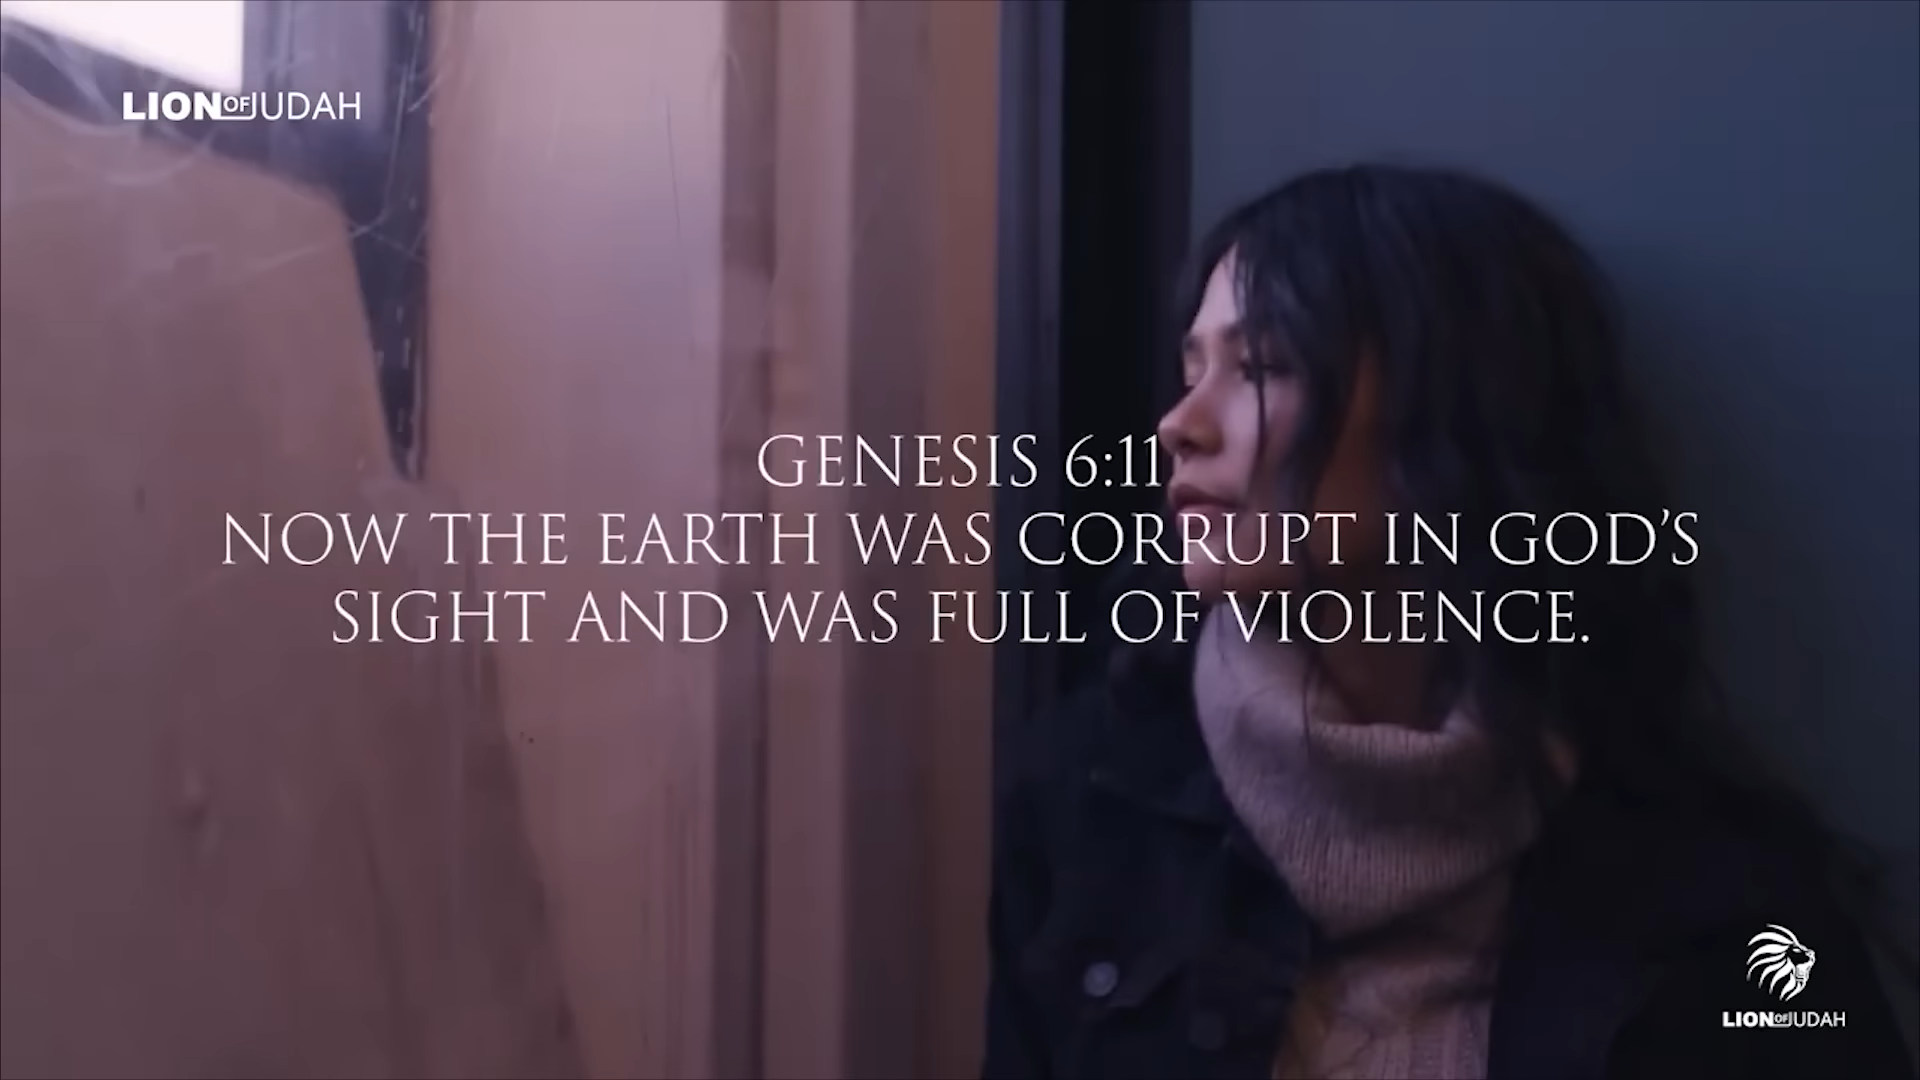 LION OF JUDAH
GENESIS 6:11
NOW THE EARTH WAS CORRUPT IN GOD’S
SIGHT AND WAS FULL OF VIOLENCE.
LION OF JUDAH